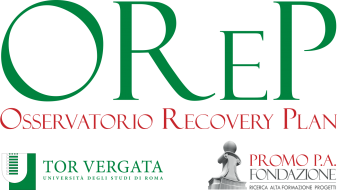 OReP
Osservatorio Recovery Plan
TOR VERGATA
UNIVERSITÀ DEGLI STUDI DI ROMA
PROMO P.A.
FONDAZIONE
RICERCA ALTA FORMAZIONE PROGETTI